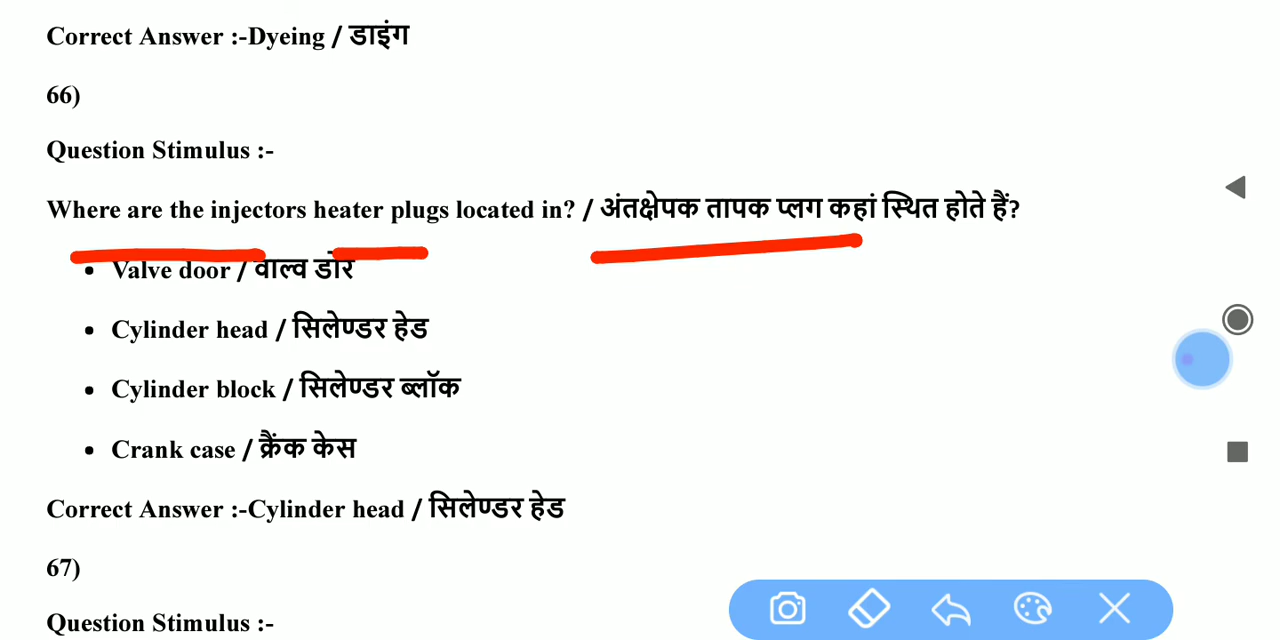 Correct Answer :-Dyeing / डाइंग
66)
Question Stimulus :-
Where are the injectors heater plugs located in? / अंतक्षेपक तापक प्लग कहां स्थित होते हैं?
• Valve door / वाल्व डोर
• Cylinder head / सिलेण्डर हेड
• Cylinder block / सिलेण्डर ब्लॉक
• Crank case / क्रैंक केस
Correct Answer :-Cylinder head / सिलेण्डर हेड
67)
Question Stimulus :-